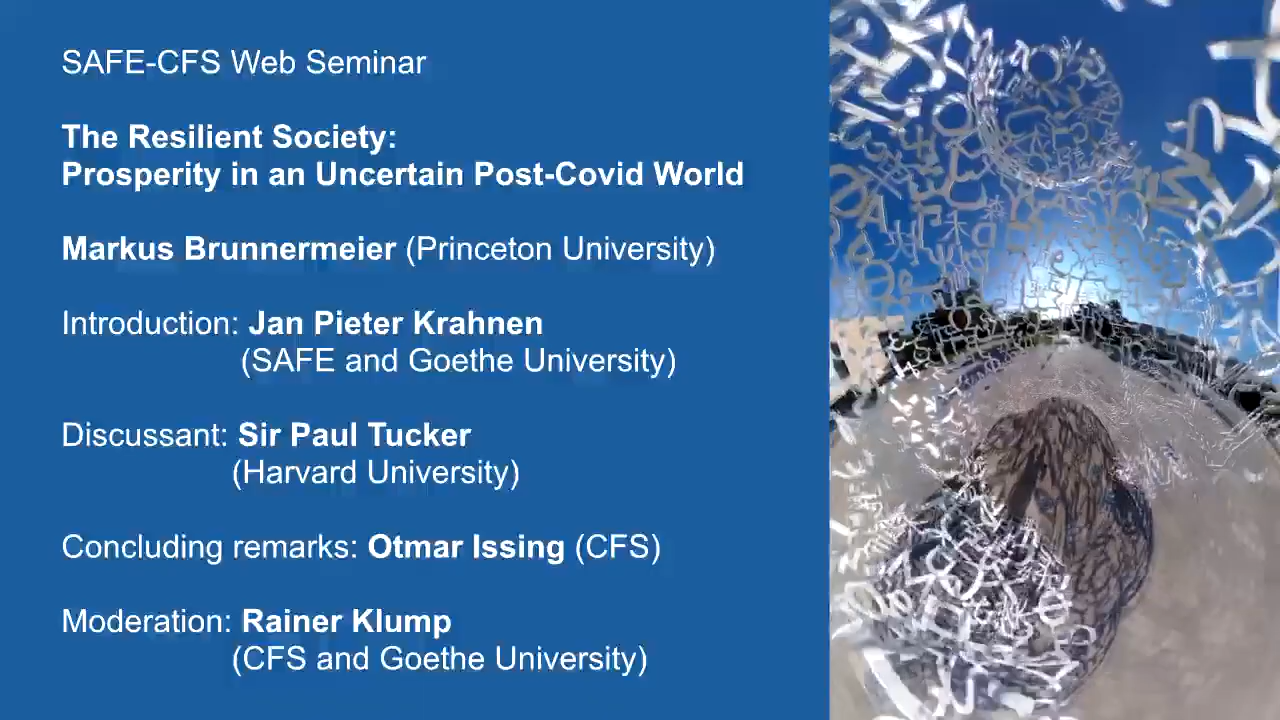 SAFE-CFS Web Seminar
The Resilient Society:
Prosperity in an Uncertain Post-Covid World
Markus Brunnermeier (Princeton University)
Introduction: Jan Pieter Krahnen
(SAFE and Goethe University)
Discussant: Sir Paul Tucker
(Harvard University)
Concluding remarks: Otmar Issing (CFS)
Moderation: Rainer Klump
(CFS and Goethe University)